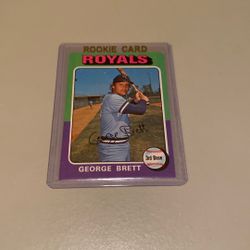 ROOKIE CARD
ROYALS
George Brett
3rd Base
GEORGE BRETT